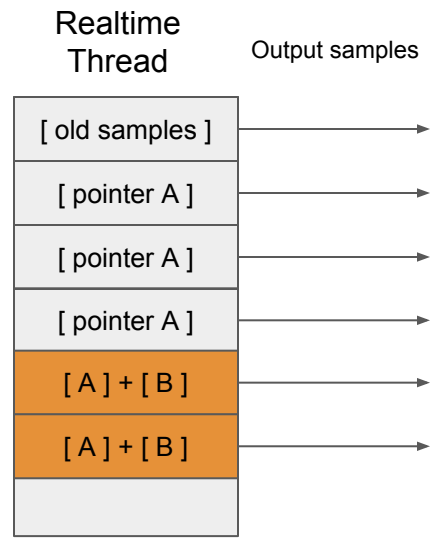 Realtime
Thread
Output samples
[ old samples ]
[ pointer A ]
[ pointer A ]
[ pointer A ]
[ A ] + [ B ]
[ A ] + [ B ]